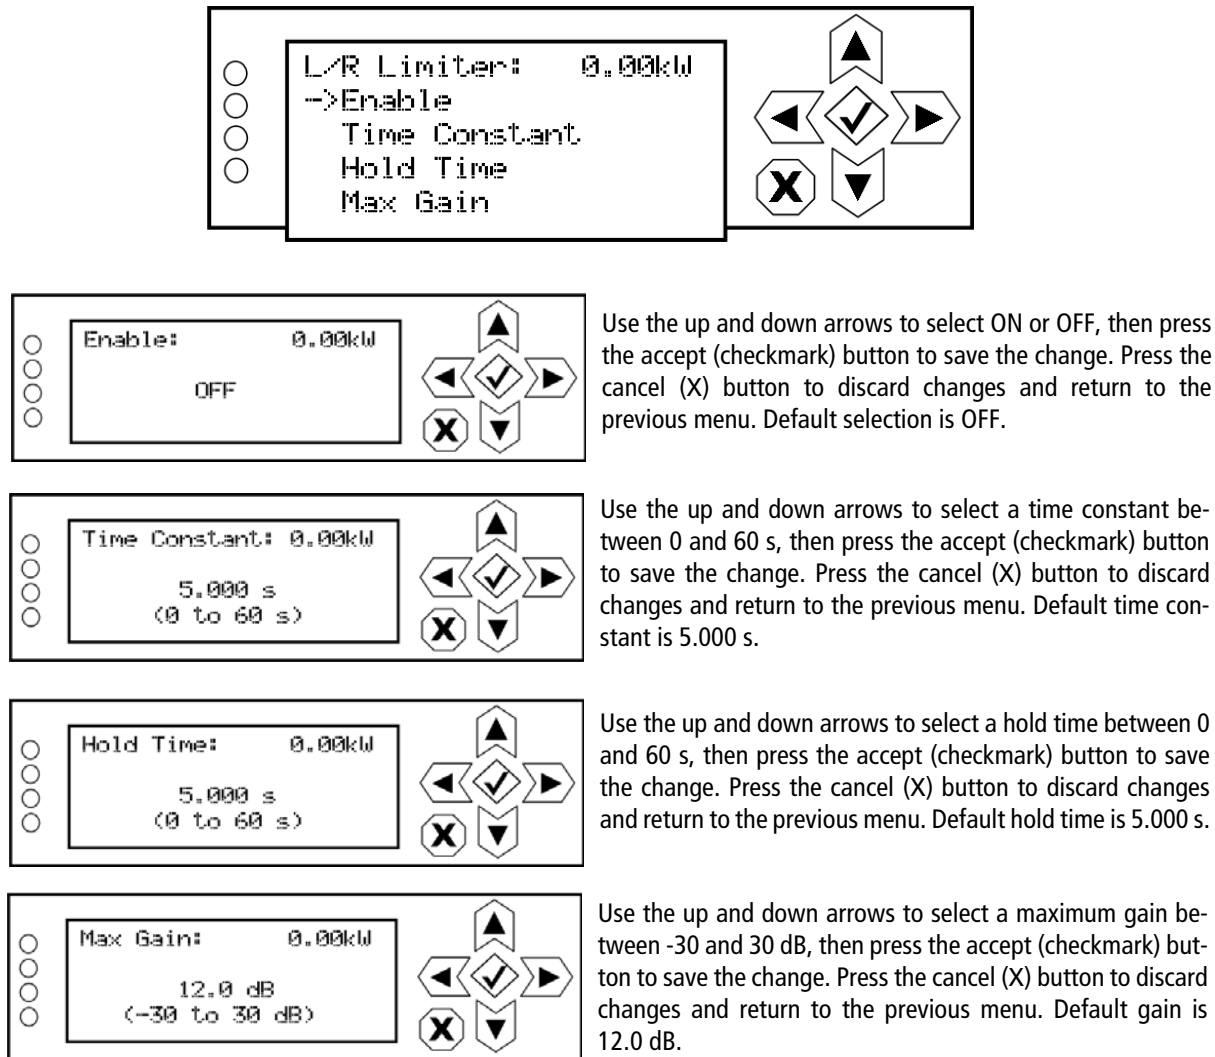 L/R Limiter: 0.00kW
->Enable
Time Constant
Hold Time
Max Gain
X
Enable: 0.00kW
OFF
X
Use the up and down arrows to select ON or OFF, then press
the accept (checkmark) button to save the change. Press the
cancel (X) button to discard changes and return to the
previous menu. Default selection is OFF.
Time Constant: 0.00kW
5.000 s
(0 to 60 s)
X
Use the up and down arrows to select a time constant be-
tween 0 and 60 s, then press the accept (checkmark) button
to save the change. Press the cancel (X) button to discard
changes and return to the previous menu. Default time con-
stant is 5.000 s.
Hold Time: 0.00kW
5.000 s
(0 to 60 s)
X
Use the up and down arrows to select a hold time between 0
and 60 s, then press the accept (checkmark) button to save
the change. Press the cancel (X) button to discard changes
and return to the previous menu. Default hold time is 5.000 s.
Max Gain: 0.00kW
12.0 dB
(-30 to 30 dB)
X
Use the up and down arrows to select a maximum gain be-
tween -30 and 30 dB, then press the accept (checkmark) but-
ton to save the change. Press the cancel (X) button to discard
changes and return to the previous menu. Default gain is
12.0 dB.